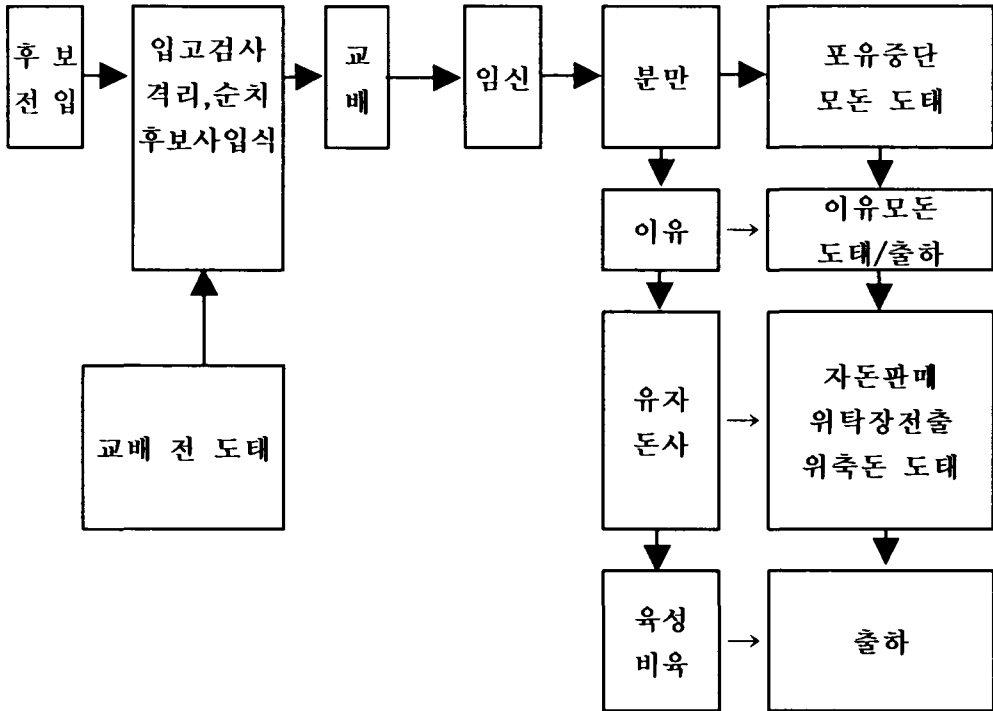 후 보
전 입
입고검사
격리,순치
후보사입식
교
배
임신
분만
포유중단
모돈 도태
이유
이유모돈
도태/출하
교배 전 도태
유자
돈사
자돈판매
위탁장전출
위축돈 도태
육성
비육
출하